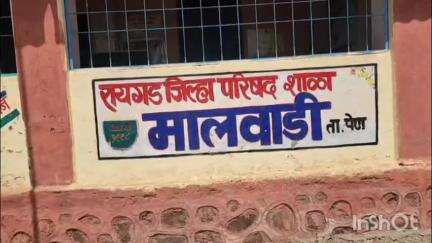 रायगड जिल्हा परिषद शाळा
मालवाडी ता. पेण
InShot